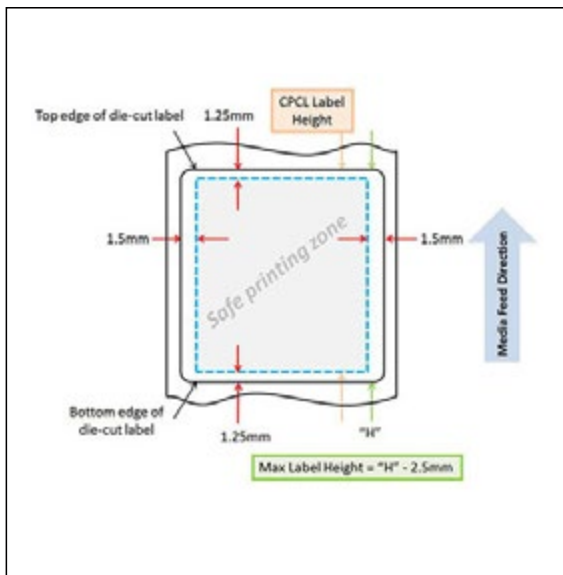 Top edge of die-cut label
1.25mm
CPCL Label
Height
1.5mm
Safe printing zone
1.5mm
Media Feed Direction
Bottom edge of
die-cut label
1.25mm
"H"
Max Label Height = "H" - 2.5mm